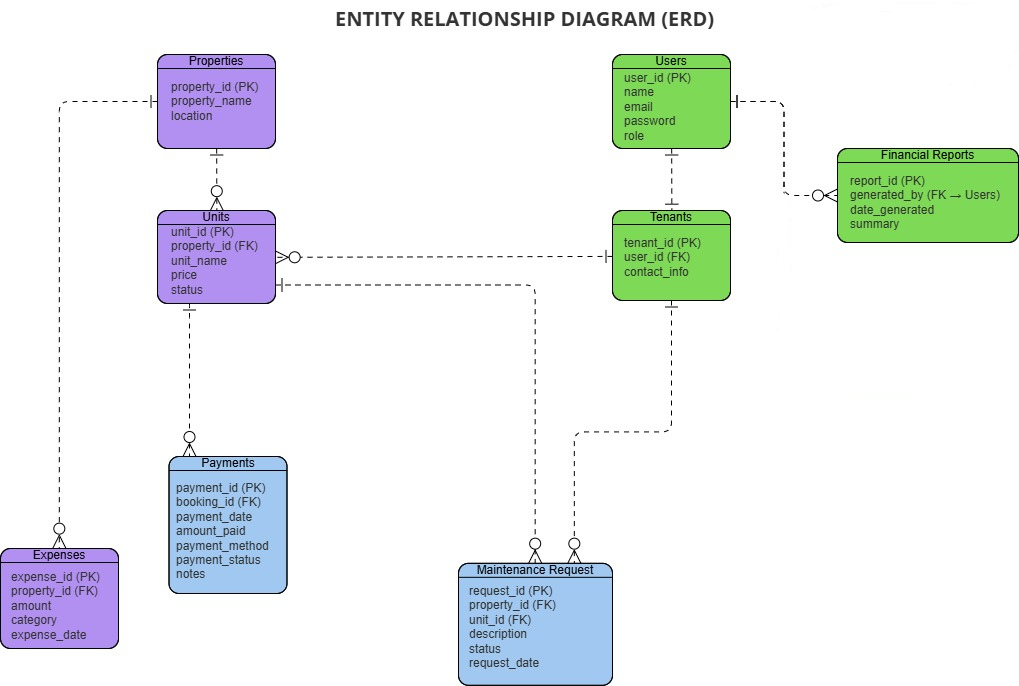 ENTITY RELATIONSHIP DIAGRAM (ERD)
Properties
property_id (PK)
property_name
location
Users
user_id (PK)
name
email
password
role
Financial Reports
report_id (PK)
generated_by (FK → Users)
date_generated
summary
Units
unit_id (PK)
property_id (FK)
unit_name
price
status
Tenants
tenant_id (PK)
user_id (FK)
contact_info
Payments
payment_id (PK)
booking_id (FK)
payment_date
amount_paid
payment_method
payment_status
notes
Expenses
expense_id (PK)
property_id (FK)
amount
category
expense_date
Maintenance Request
request_id (PK)
property_id (FK)
unit_id (FK)
description
status
request_date